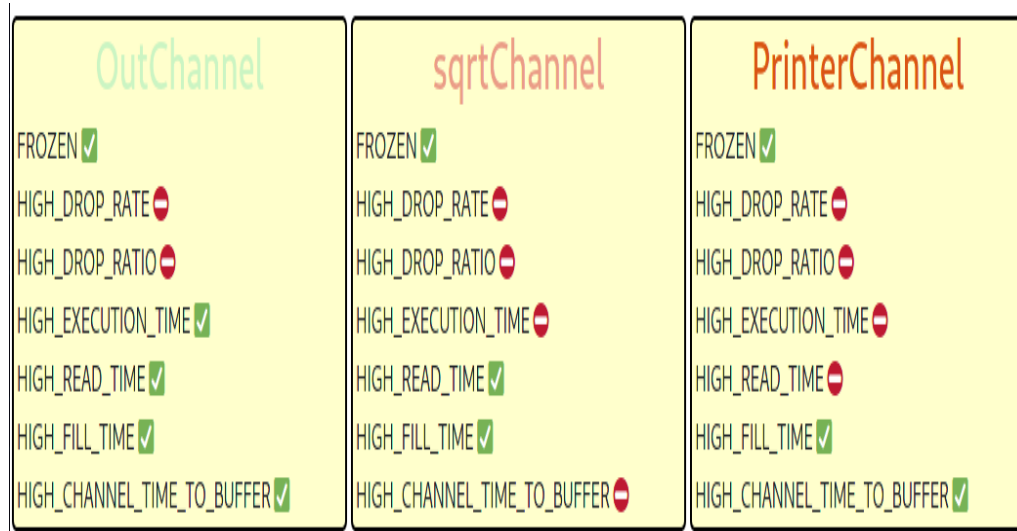 OutChannel
FROZEN ✅
HIGH_DROP_RATE ⛔
HIGH_DROP_RATIO ⛔
HIGH_EXECUTION_TIME ✅
HIGH_READ_TIME ✅
HIGH_FILL_TIME ✅
HIGH_CHANNEL_TIME_TO_BUFFER ✅
sqrtChannel
FROZEN ✅
HIGH_DROP_RATE ⛔
HIGH_DROP_RATIO ⛔
HIGH_EXECUTION_TIME ⛔
HIGH_READ_TIME ✅
HIGH_FILL_TIME ✅
HIGH_CHANNEL_TIME_TO_BUFFER ⛔
PrinterChannel
FROZEN ✅
HIGH_DROP_RATE ⛔
HIGH_DROP_RATIO ⛔
HIGH_EXECUTION_TIME ⛔
HIGH_READ_TIME ⛔
HIGH_FILL_TIME ✅
HIGH_CHANNEL_TIME_TO_BUFFER ✅